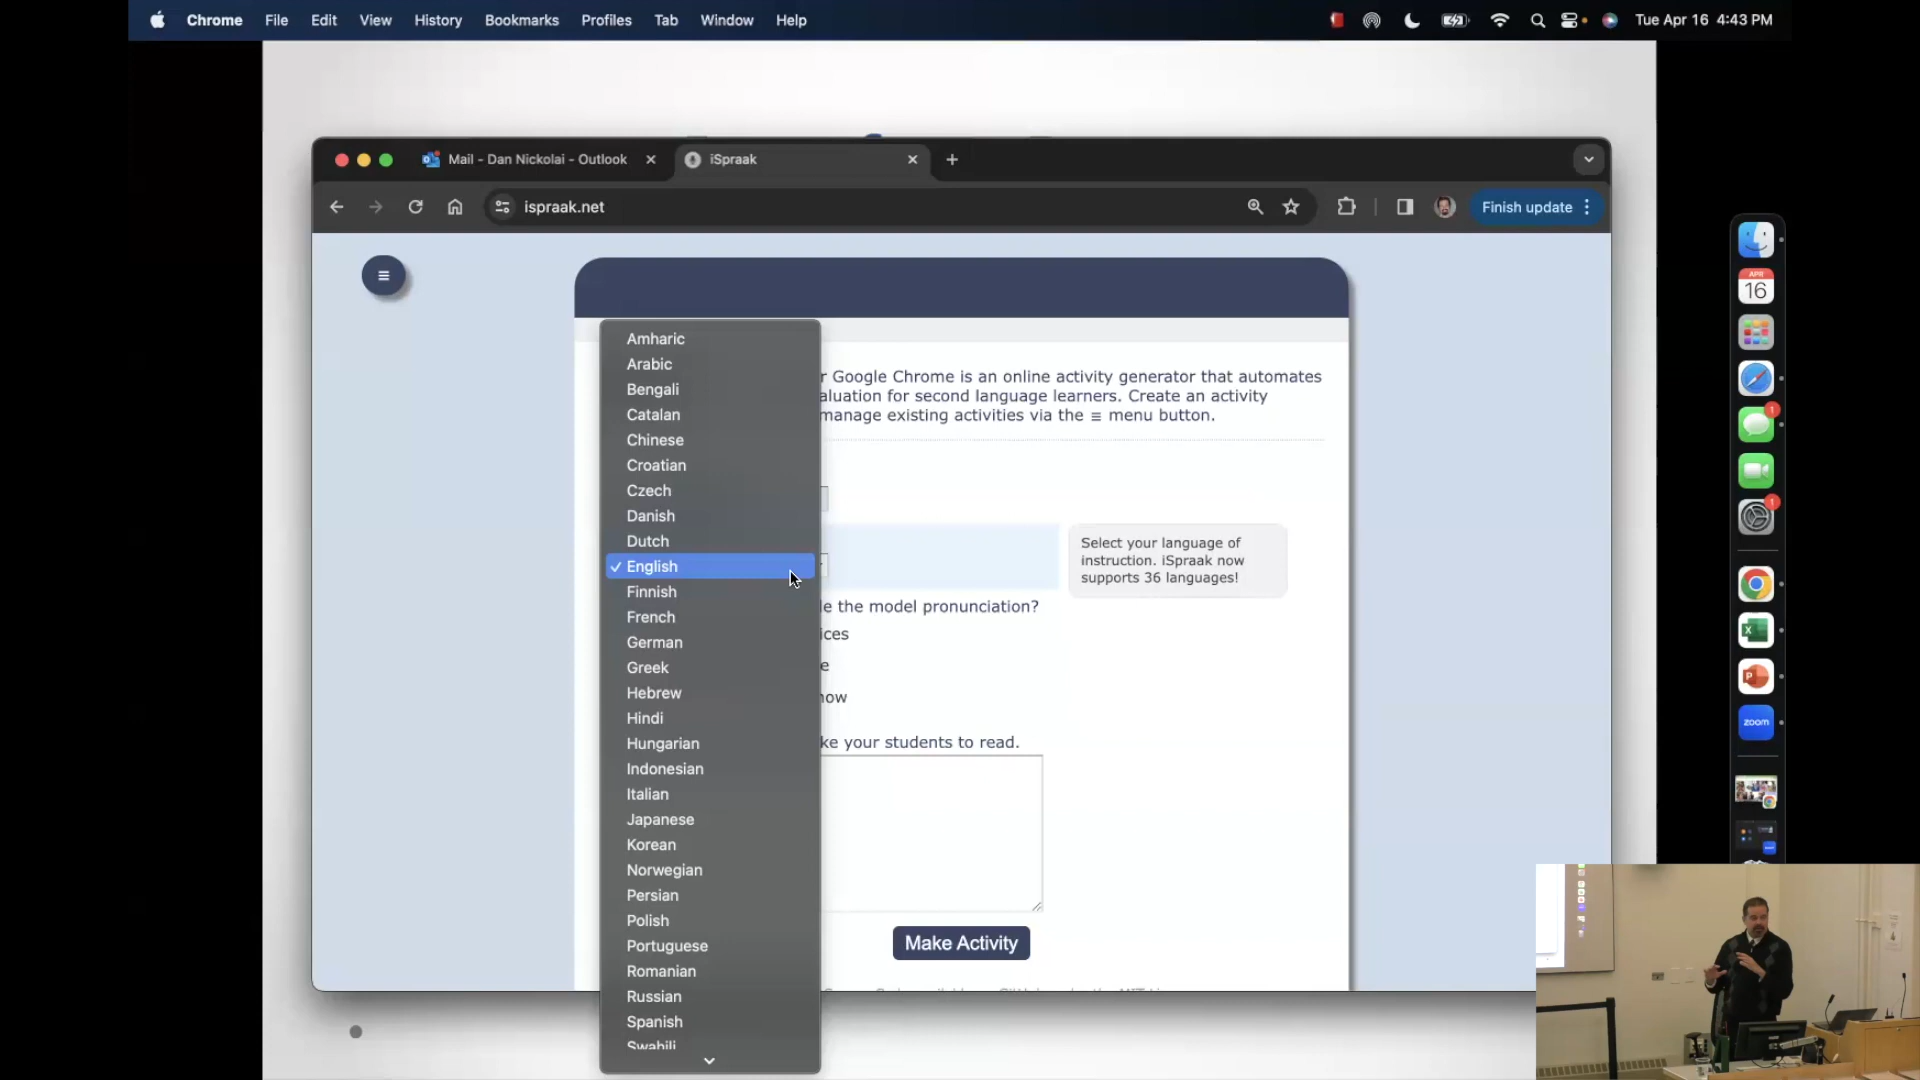 Chrome File Edit View History Bookmarks Profiles Tab Window Help Tue Apr 16 4:43 PM
Mail - Dan Nickolai - Outlook
iSpraak
ispraak.net
Finish update
Amharic
Arabic
Bengali
Catalan
Chinese
Croatian
Czech
Danish
Dutch
✓ English
Finnish
French
German
Greek
Hebrew
Hindi
Hungarian
Indonesian
Italian
Japanese
Korean
Norwegian
Persian
Polish
Portuguese
Romanian
Russian
Spanish
Swahili
r Google Chrome is an online activity generator that automates
aluation for second language learners. Create an activity
manage existing activities via the ≡ menu button.
Select your language of
instruction. iSpraak now
supports 36 languages!
le the model pronunciation?
ices
e
now
ke your students to read.
Make Activity
APR
16
1
1
zoom